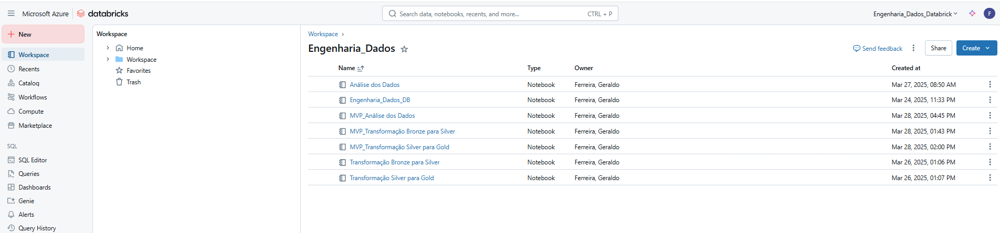 Microsoft Azure databricks Search data, notebooks, recents, and more... CTRL + P Engenharia_Dados_Databrick F
New
Workspace
Recents
Catalog
Workflows
Compute
Marketplace
SQL
SQL Editor
Queries
Dashboards
Genie
Alerts
Query History
Workspace
Home
Workspace
Favorites
Trash
Workspace
Engenharia_Dados Send feedback Share Create
Name Type Owner Created at
Análise dos Dados Notebook Ferreira, Geraldo Mar 27, 2025, 08:50 AM
Engenharia_Dados_DB Notebook Ferreira, Geraldo Mar 24, 2025, 11:33 PM
MVP_Análise dos Dados Notebook Ferreira, Geraldo Mar 28, 2025, 04:45 PM
MVP_Transformação Bronze para Silver Notebook Ferreira, Geraldo Mar 28, 2025, 01:43 PM
MVP_Transformação Silver para Gold Notebook Ferreira, Geraldo Mar 28, 2025, 02:00 PM
Transformação Bronze para Silver Notebook Ferreira, Geraldo Mar 26, 2025, 01:06 PM
Transformação Silver para Gold Notebook Ferreira, Geraldo Mar 26, 2025, 01:07 PM